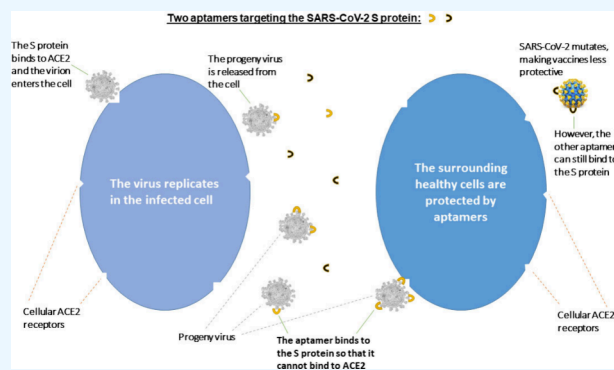 Two aptamers targeting the SARS-CoV-2 S protein:
The S protein
binds to ACE2
and the virion
enters the cell
The progeny virus
is released from
the cell
SARS-CoV-2 mutates,
making vaccines less
protective
However, the
other aptamer
can still bind to
the S protein
The virus replicates
in the infected cell
The surrounding
healthy cells are
protected by
aptamers
Cellular ACE2
receptors
Progeny virus
The aptamer binds to
the S protein so that it
cannot bind to ACE2
Cellular ACE2
receptors